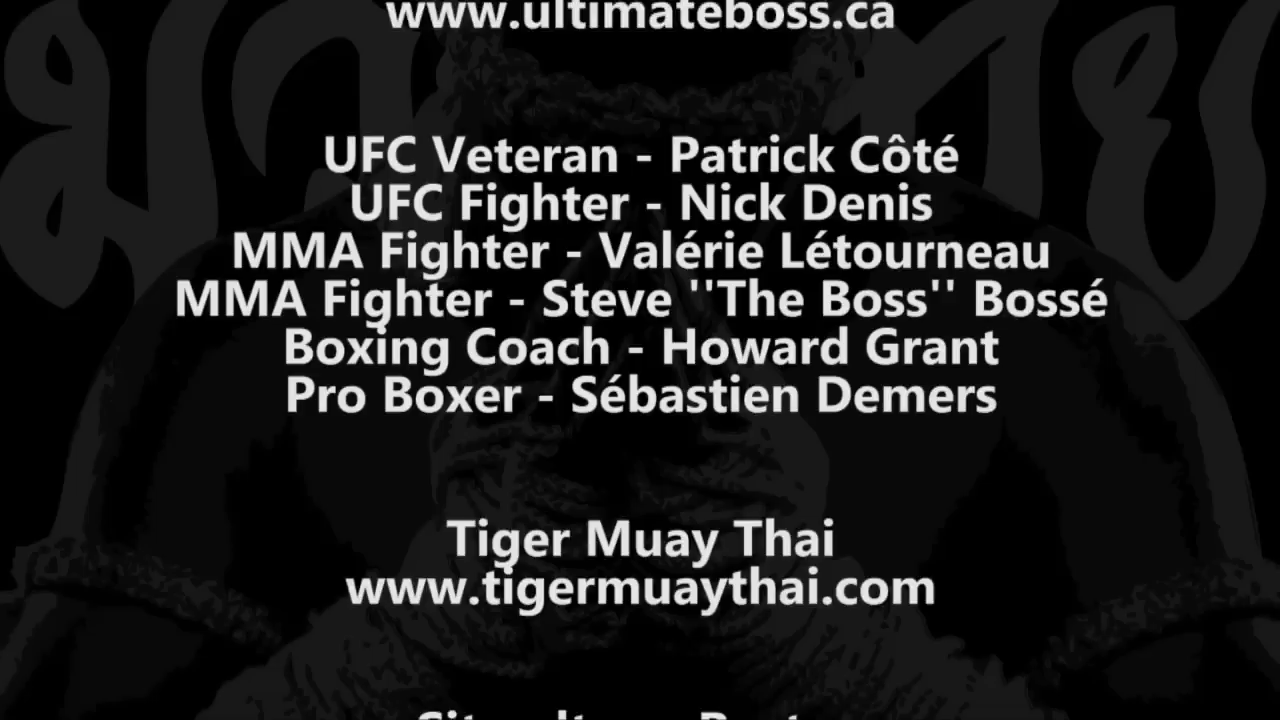 www.ultimateboss.ca
UFC Veteran - Patrick Côté
UFC Fighter - Nick Denis
MMA Fighter - Valérie Létourneau
MMA Fighter - Steve ''The Boss'' Bossé
Boxing Coach - Howard Grant
Pro Boxer - Sébastien Demers
Tiger Muay Thai
www.tigermuaythai.com